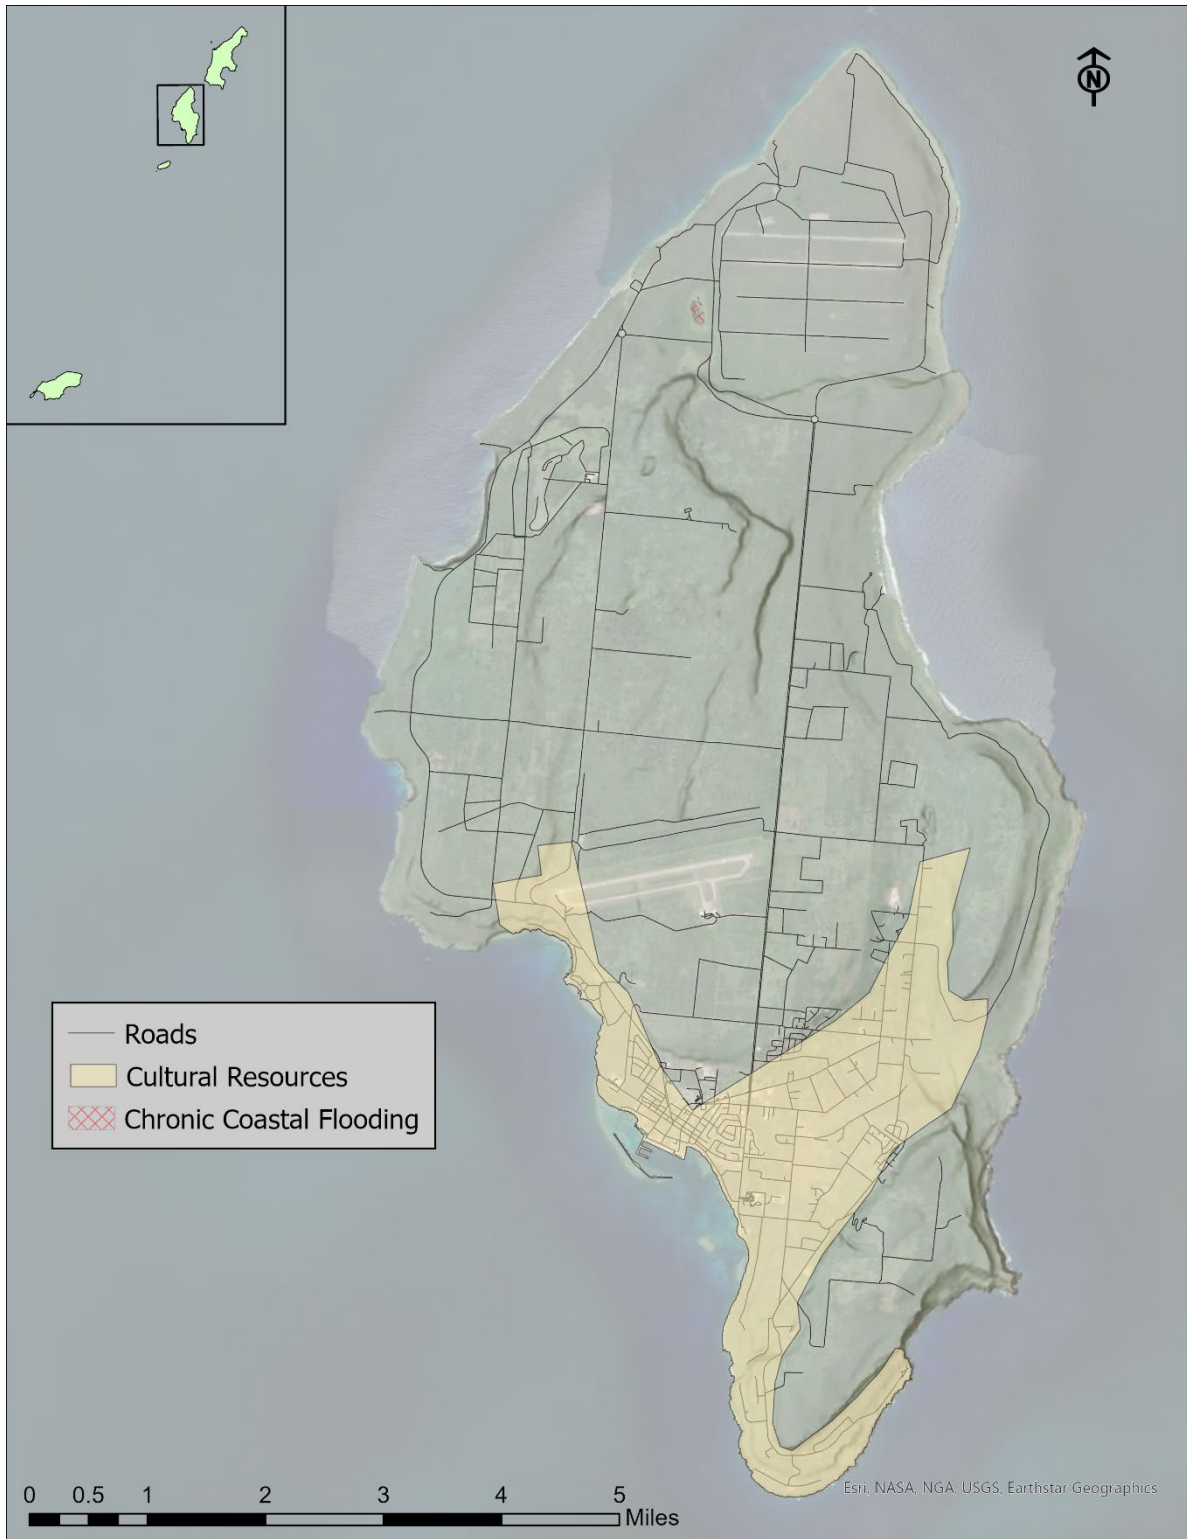 N
Roads
Cultural Resources
Chronic Coastal Flooding
Esri, NASA, NGA, USGS, Earthstar Geographics
0 0.5 1 2 3 4 5
Miles